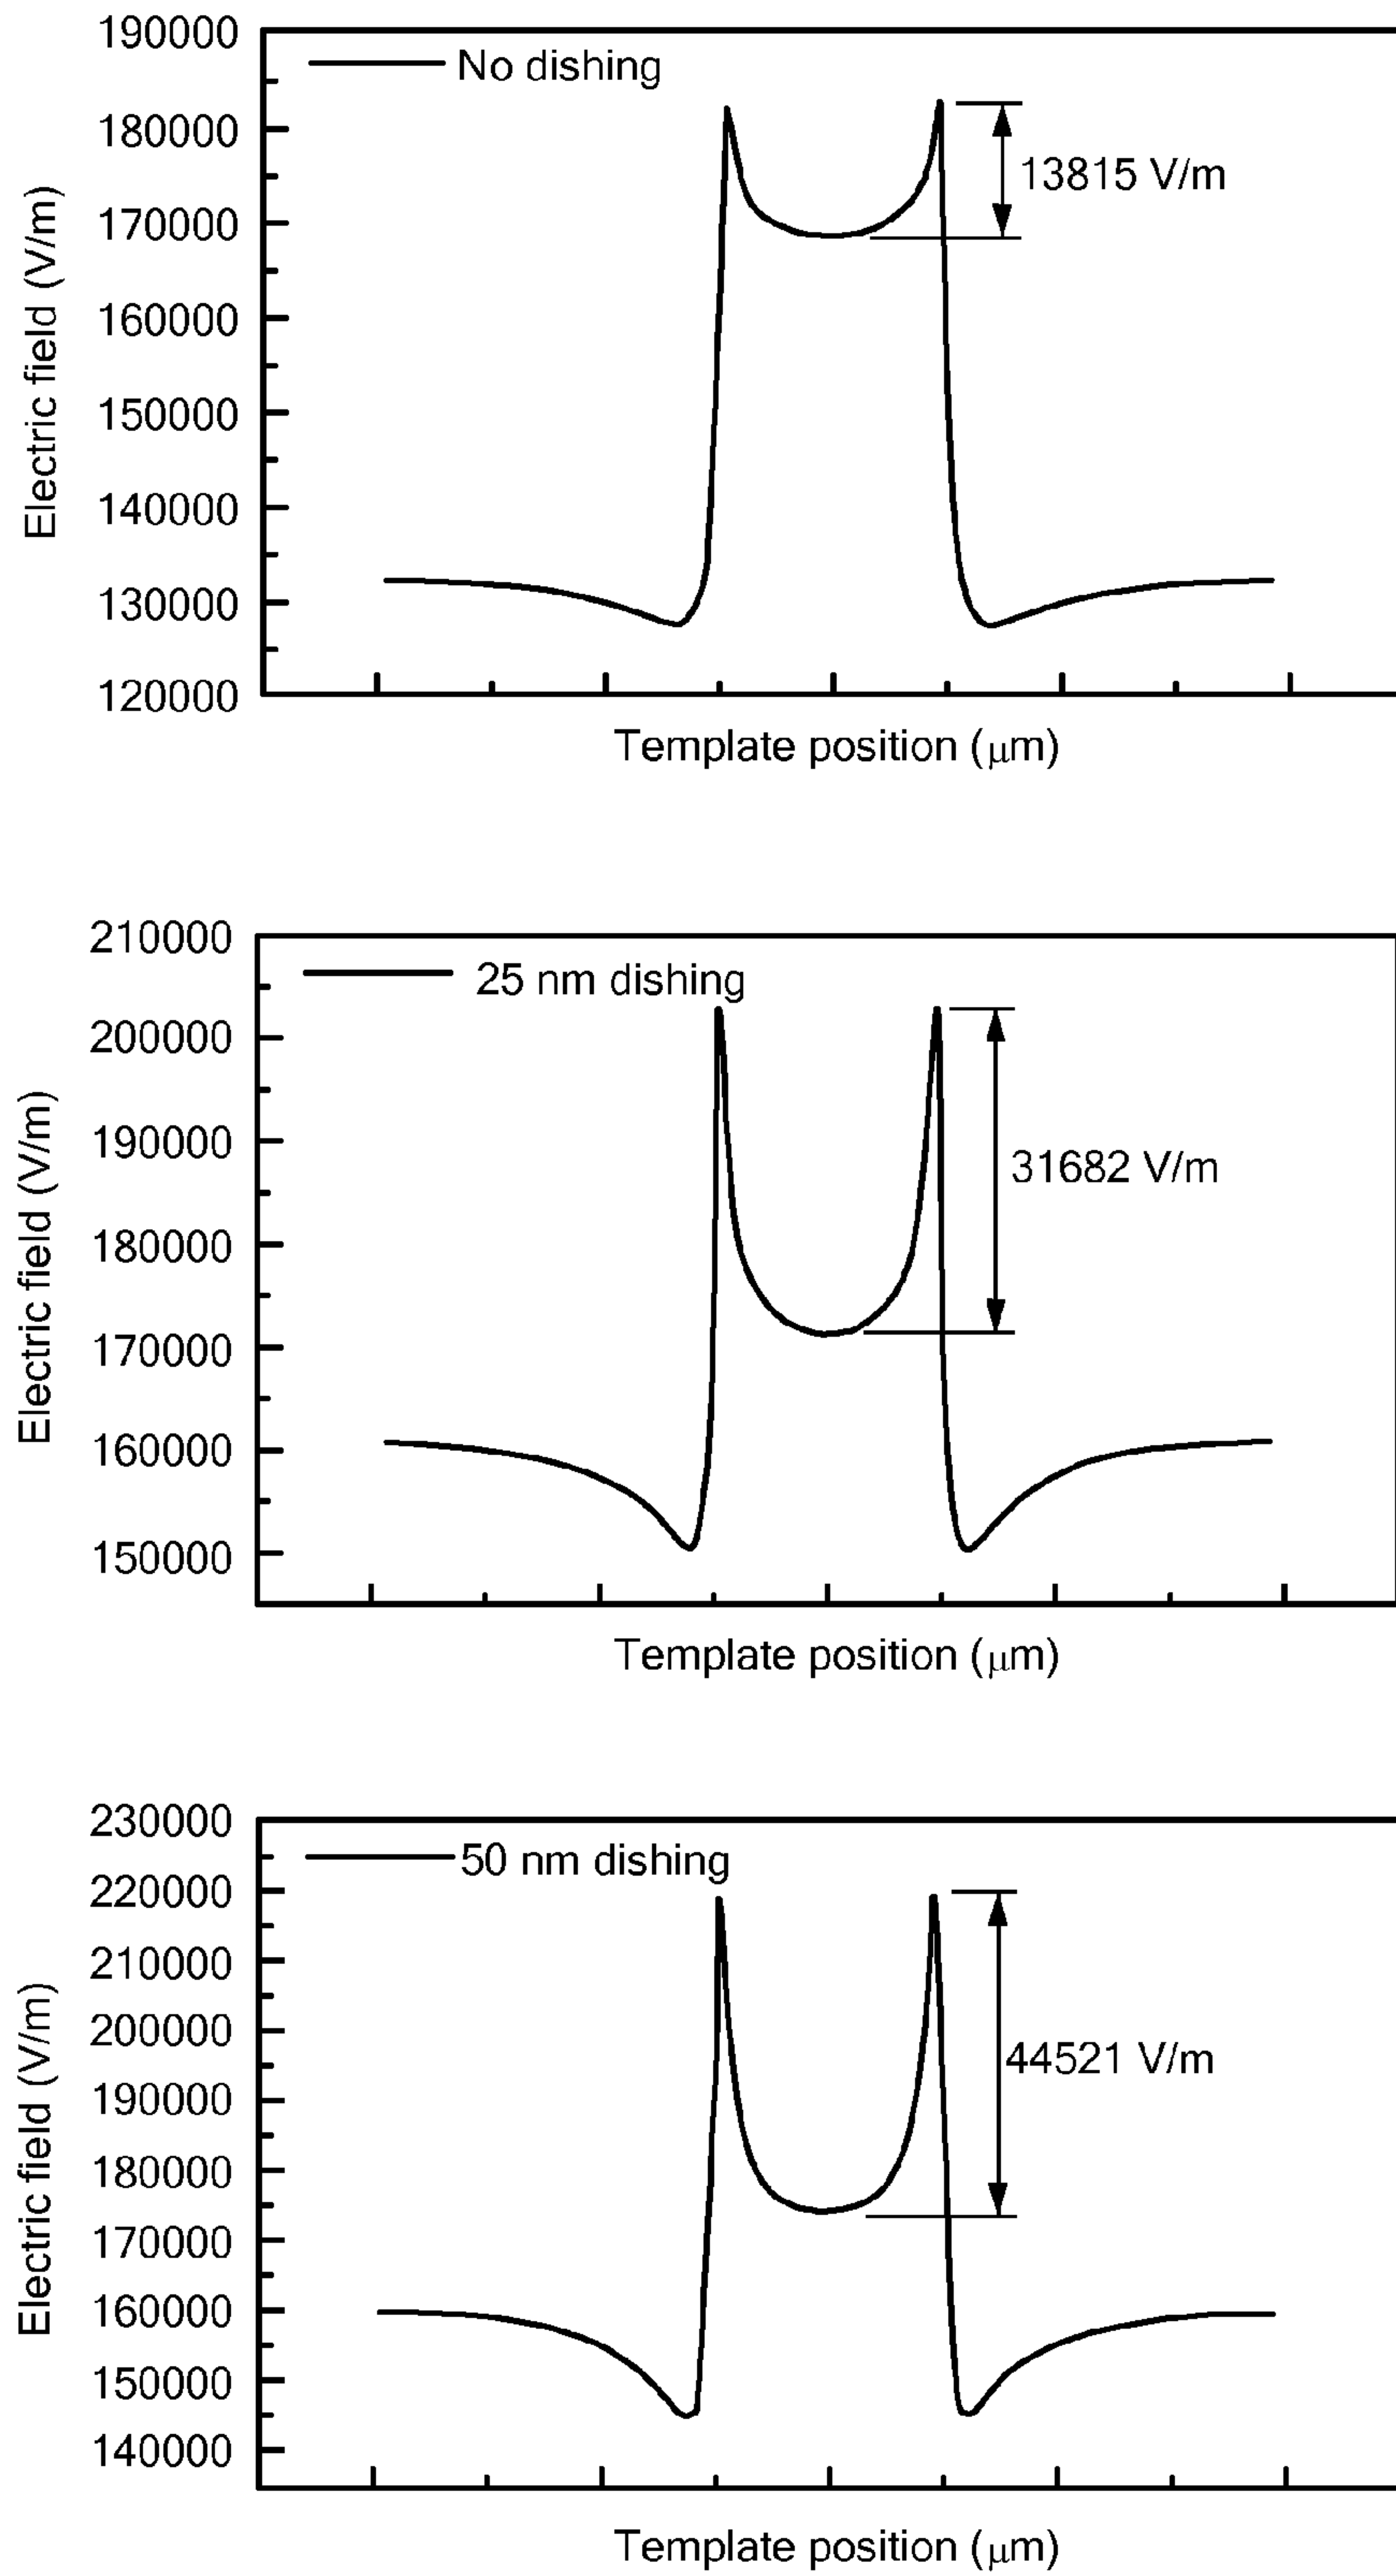 190000
No dishing
180000
13815 V/m
170000
160000
150000
140000
130000
120000
Electric field (V/m)
Template position (μm)
210000
25 nm dishing
200000
190000
31682 V/m
180000
170000
160000
150000
Electric field (V/m)
Template position (μm)
230000
50 nm dishing
220000
210000
200000
44521 V/m
190000
180000
170000
160000
150000
140000
Electric field (V/m)
Template position (μm)